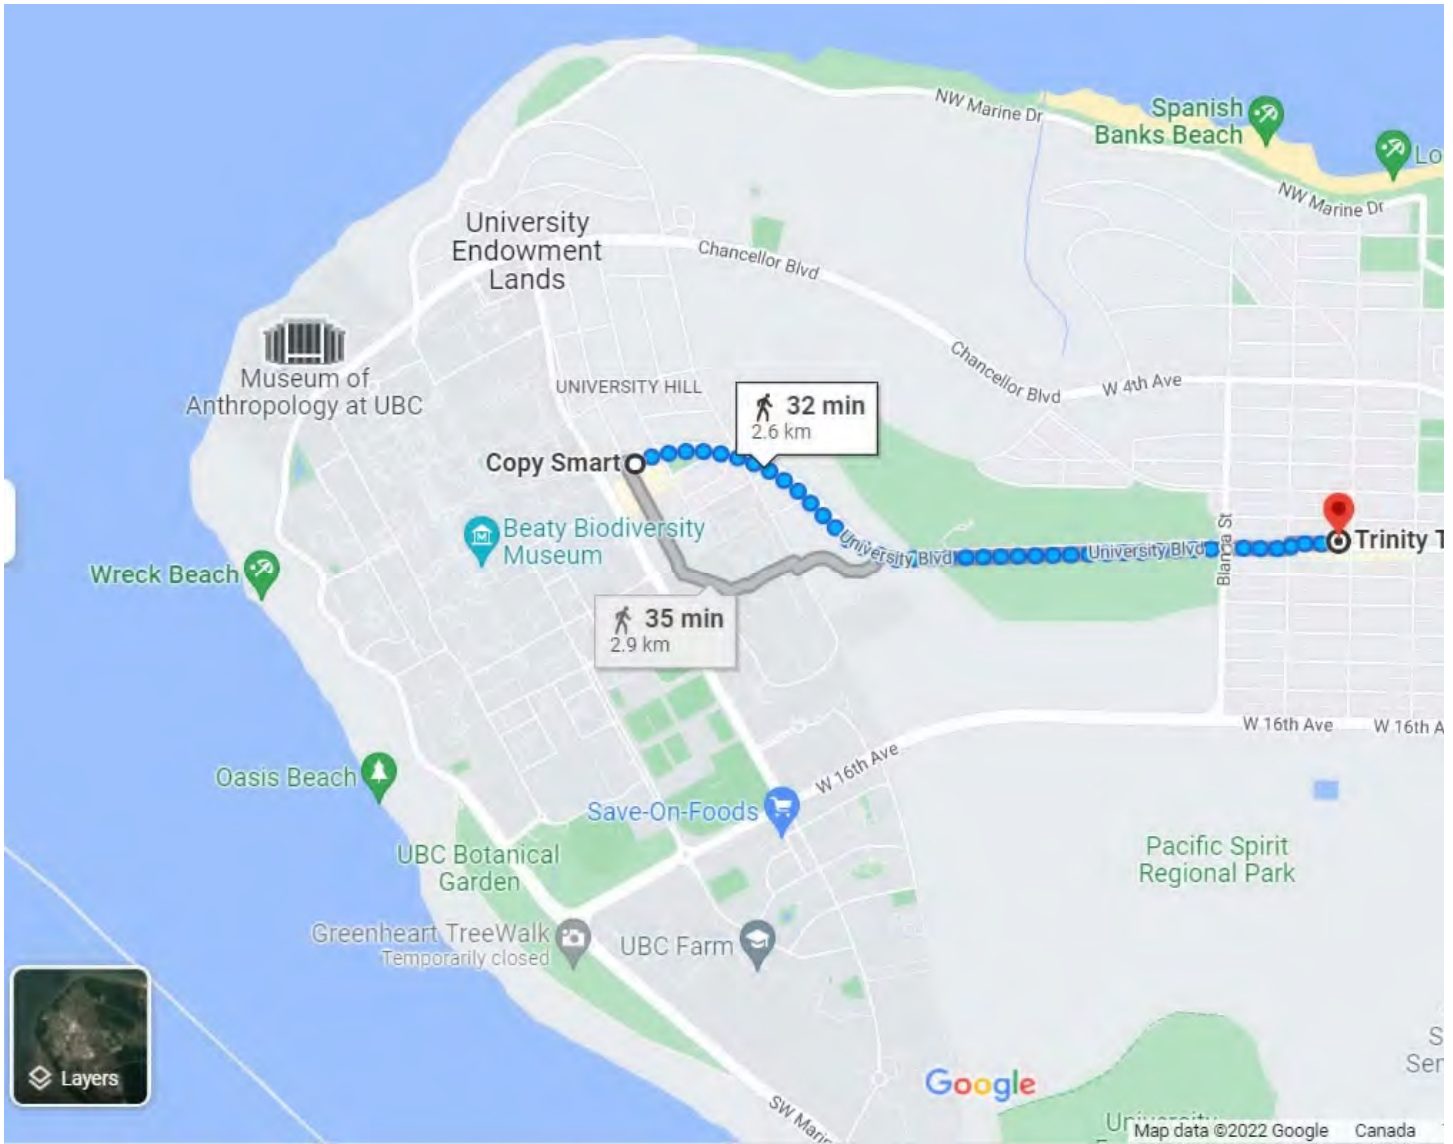 NW Marine Dr
Spanish
Banks Beach
Lo
NW Marine Dr
University
Endowment
Lands
Chancellor Blvd
Museum of
Anthropology at UBC
UNIVERSITY HILL
Chancellor Blvd
W 4th Ave
32 min
2.6 km
Copy Smart
Beaty Biodiversity
Museum
University Blvd
University Blvd
Blanca St
Trinity T
Wreck Beach
35 min
2.9 km
W 16th Ave
W 16th A
W 16th Ave
Oasis Beach
Save-On-Foods
UBC Botanical
Garden
Pacific Spirit
Regional Park
Greenheart TreeWalk
Temporarily closed
UBC Farm
S
Ser
Layers
Google
SW Marin
University
Map data ©2022 Google Canada